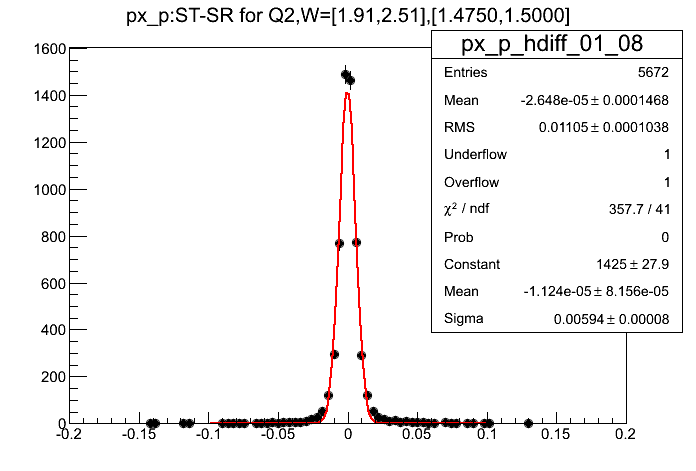 px_p:ST-SR for Q2,W=[1.91,2.51],[1.4750,1.5000]
px_p_hdiff_01_08
Entries 5672
Mean -2.648e-05 ± 0.0001468
RMS 0.01105 ± 0.0001038
Underflow 1
Overflow 1
χ² / ndf 357.7 / 41
Prob 0
Constant 1425 ± 27.9
Mean -1.124e-05 ± 8.156e-05
Sigma 0.00594 ± 0.00008
1600
1400
1200
1000
800
600
400
200
0
-0.2 -0.15 -0.1 -0.05 0 0.05 0.1 0.15 0.2